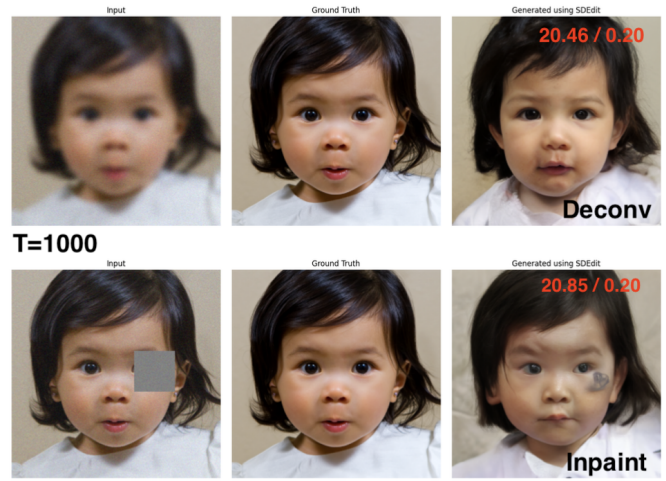 Input
Ground Truth
Generated using SDEdit
20.46 / 0.20
Deconv
T=1000
Input
Ground Truth
Generated using SDEdit
20.85 / 0.20
Inpaint